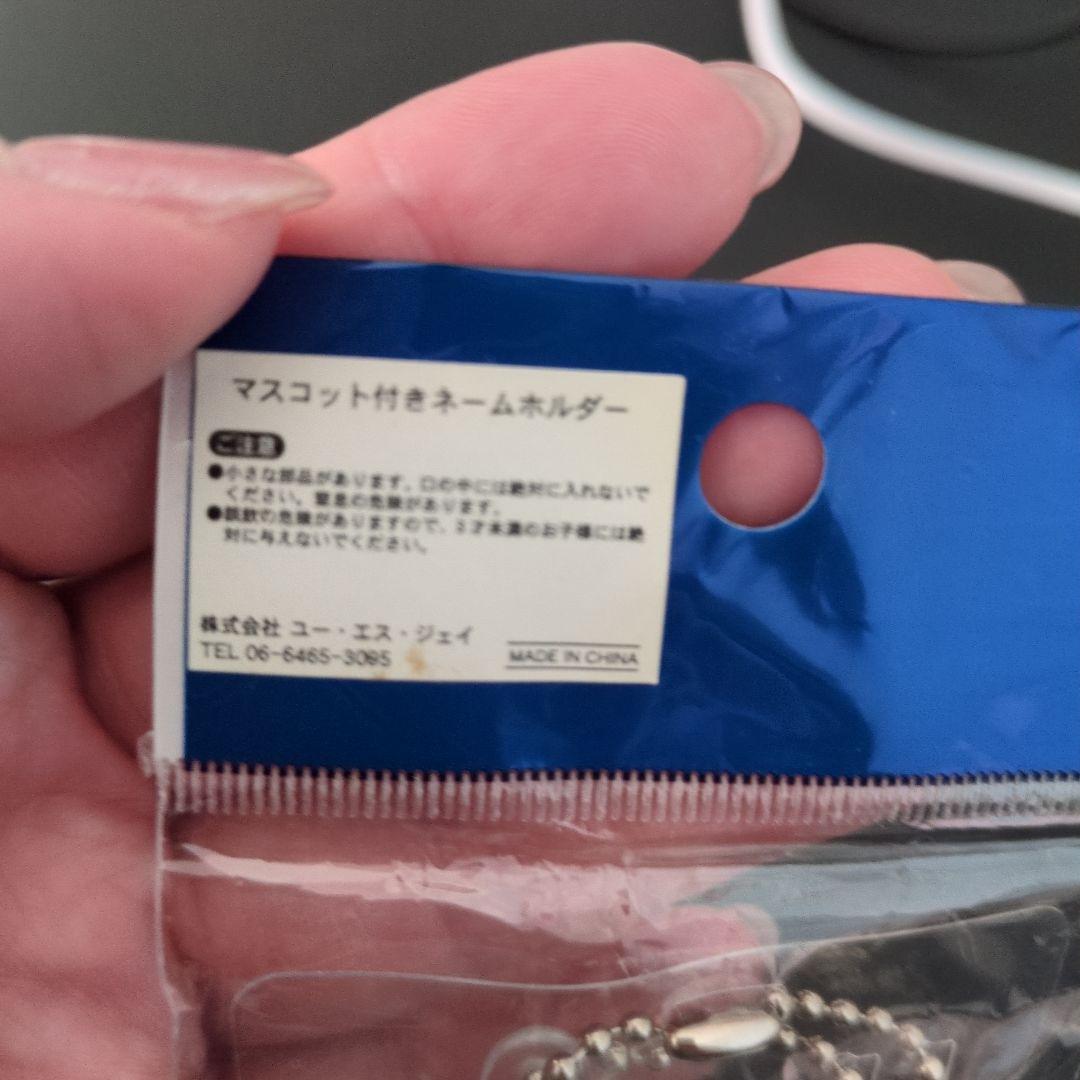 マスコット付きネームホルダー
ご注意
●小さな部品があります。口の中には絶対に入れないで
ください。窒息の危険があります。
●誤飲の危険がありますので、3才未満のお子様には絶
対に与えないでください。
株式会社 ユー・エス・ジェイ
TEL 06-6465-3095
MADE IN CHINA